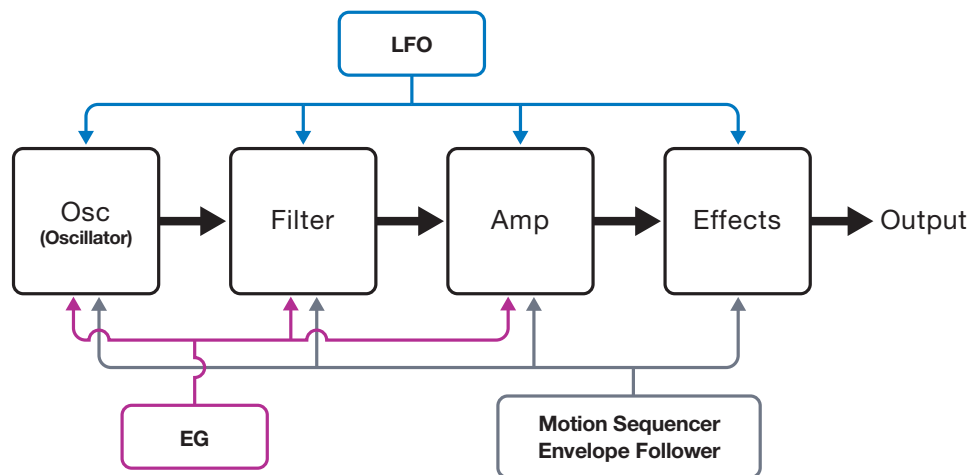 LFO
Osc
(Oscillator)
Filter
Amp
Effects
Output
EG
Motion Sequencer
Envelope Follower